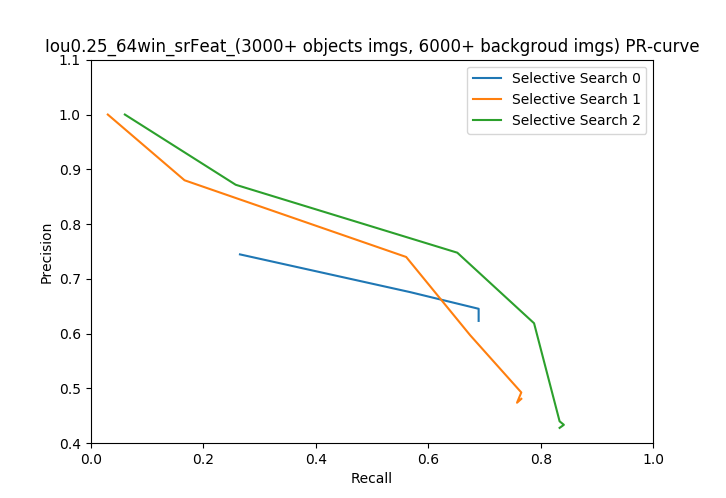 Iou0.25_64win_srFeat_(3000+ objects imgs, 6000+ backgroud imgs) PR-curve
1.1
1.0
0.9
0.8
0.7
0.6
0.5
0.4
Precision
Selective Search 0
Selective Search 1
Selective Search 2
0.0 0.2 0.4 0.6 0.8 1.0
Recall